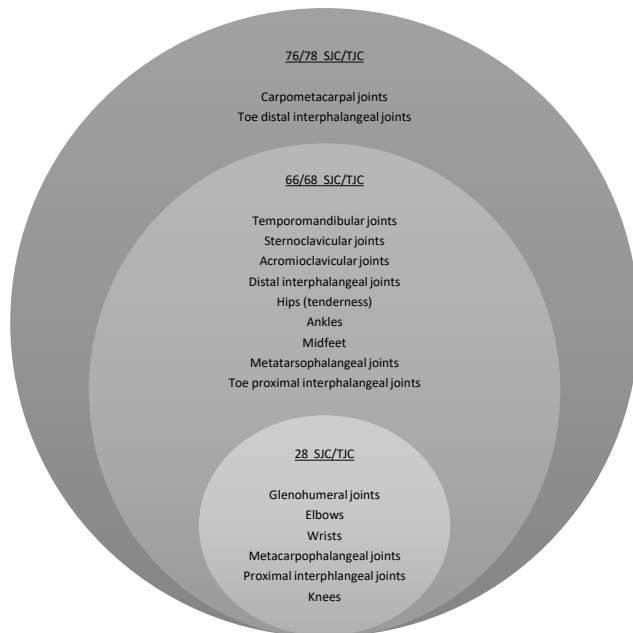 76/78 SJC/TJC
Carpometacarpal joints
Toe distal interphalangeal joints
66/68 SJC/TJC
Temporomandibular joints
Sternoclavicular joints
Acromioclavicular joints
Distal interphalangeal joints
Hips (tenderness)
Ankles
Midfeet
Metatarsophalangeal joints
Toe proximal interphalangeal joints
28 SJC/TJC
Glenohumeral joints
Elbows
Wrists
Metacarpophalangeal joints
Proximal interphlangeal joints
Knees